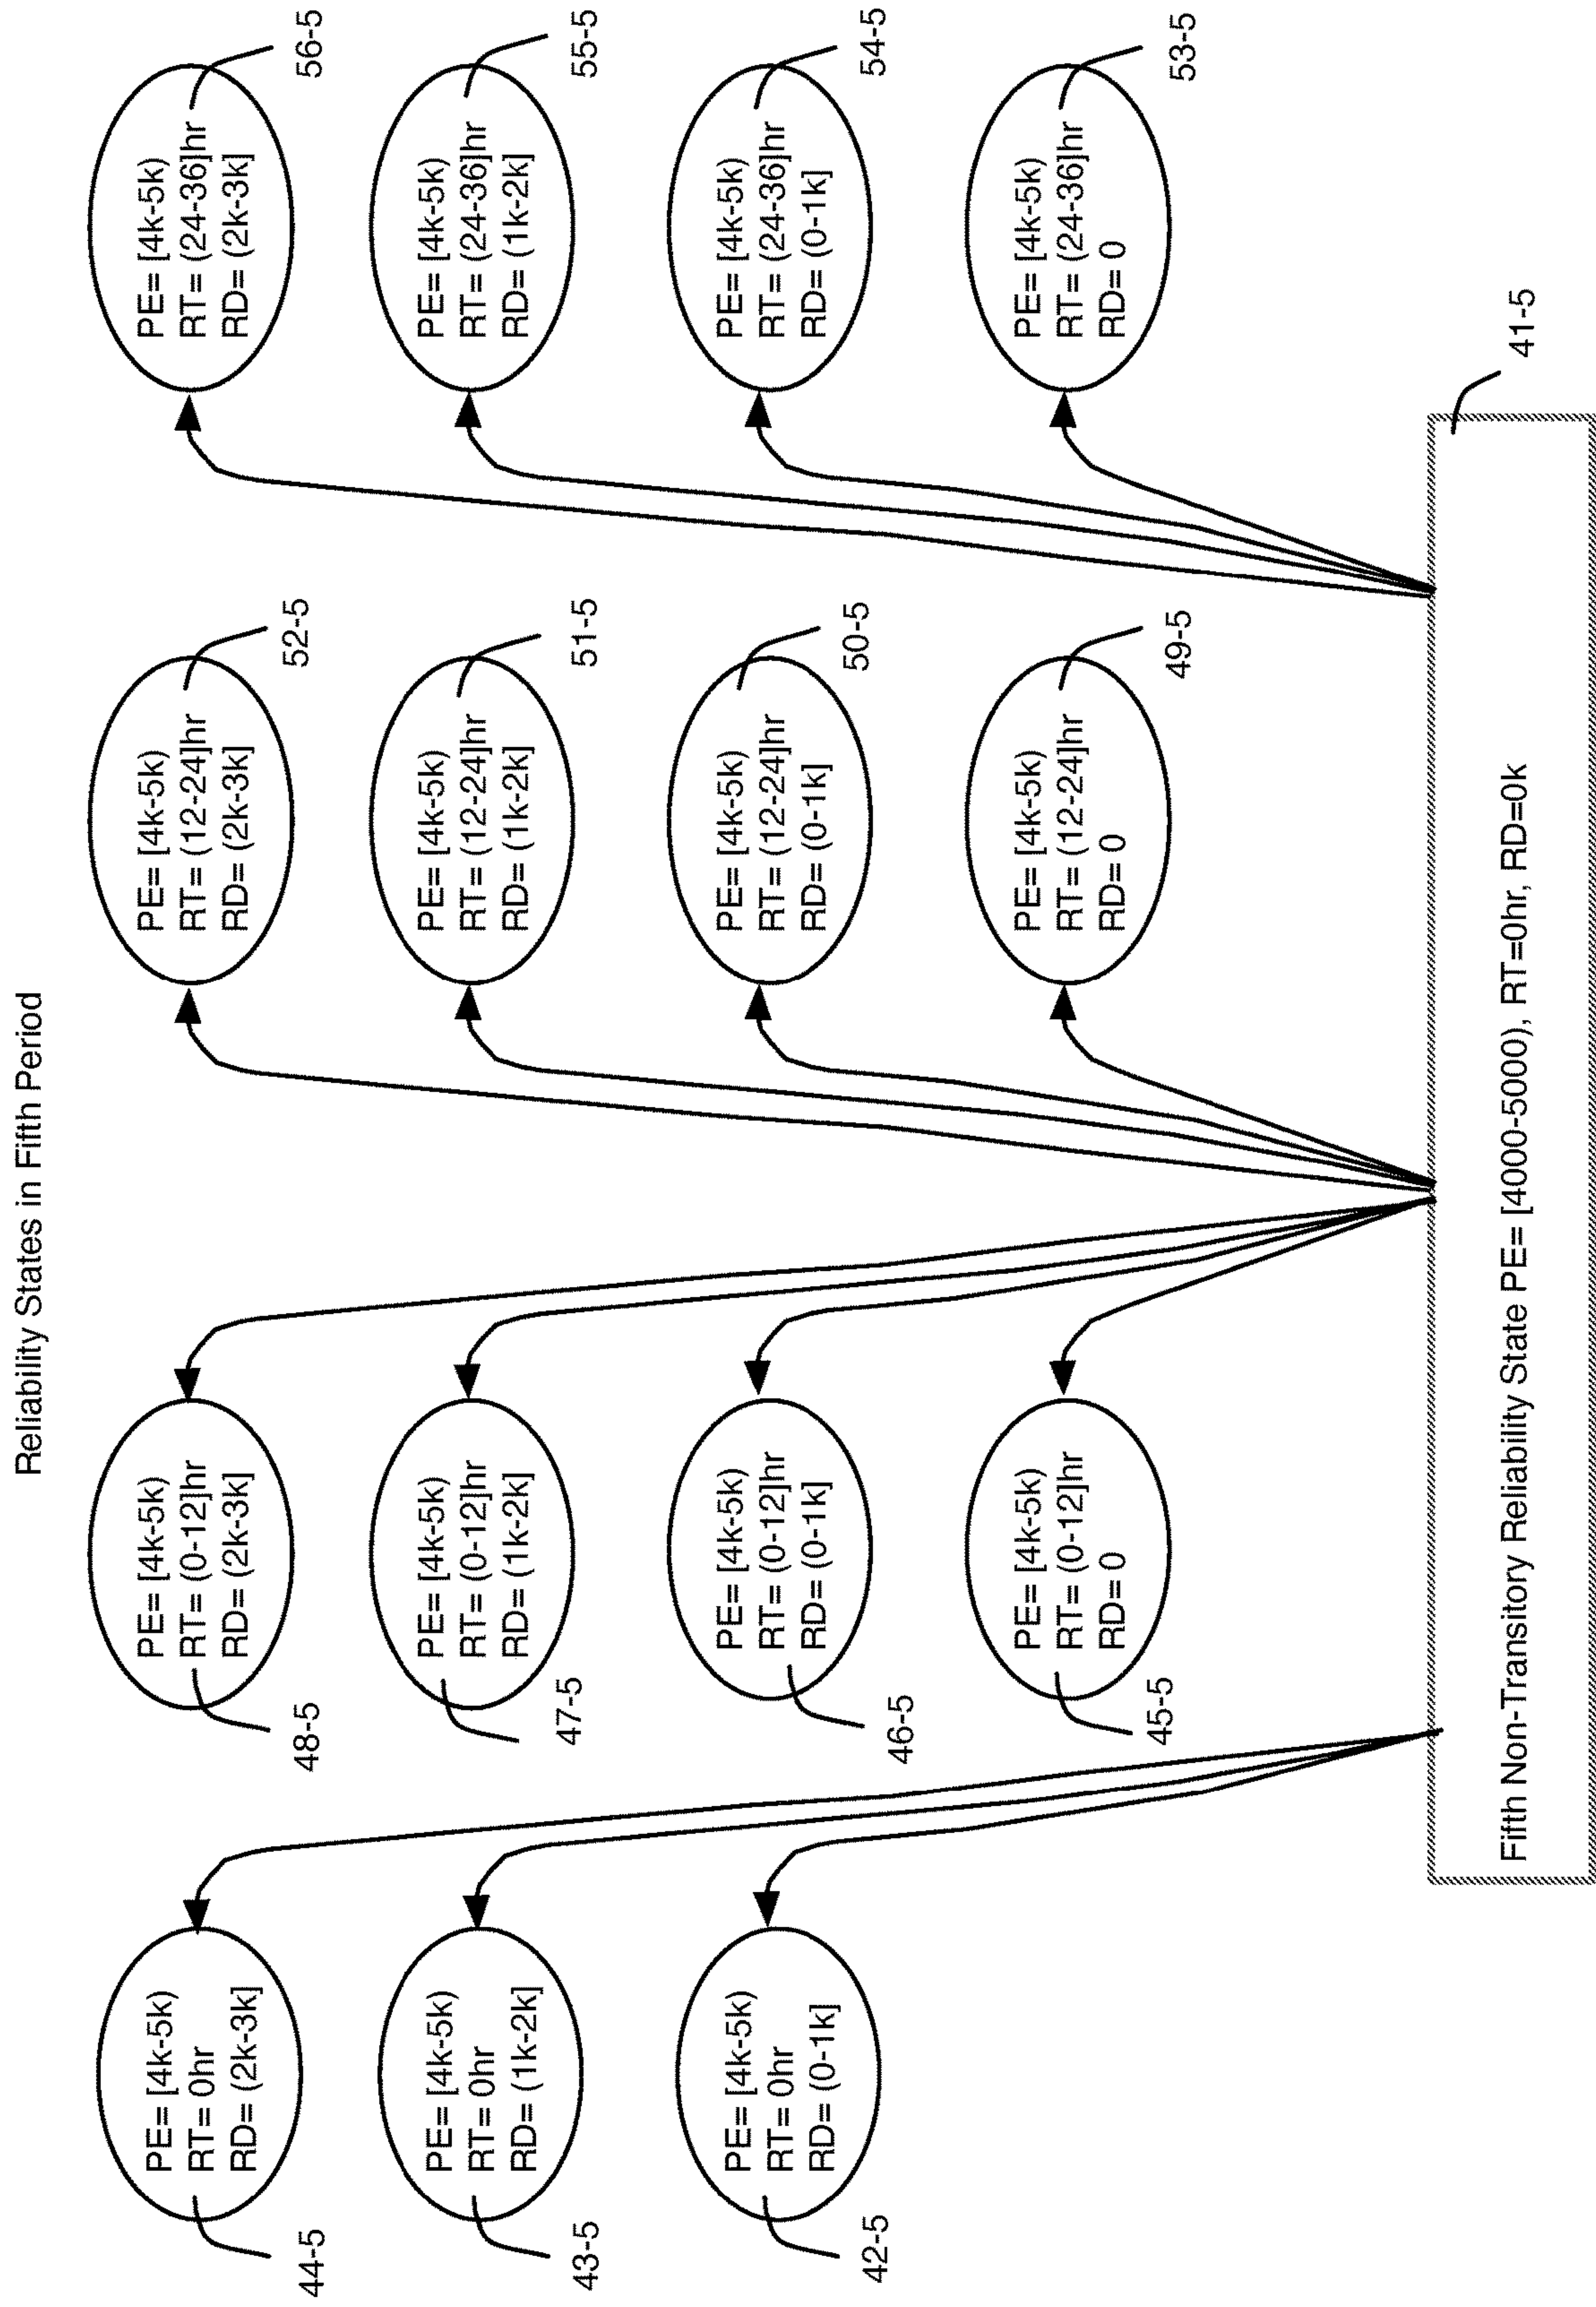 Reliability States in Fifth Period
PE= [4k-5k)
RT= 0hr
RD= (2k-3k]
44-5
PE= [4k-5k)
RT= (0-12]hr
RD= (2k-3k]
48-5
PE= [4k-5k)
RT= (12-24]hr
RD= (2k-3k]
52-5
PE= [4k-5k)
RT= (24-36]hr
RD= (2k-3k]
56-5
PE= [4k-5k)
RT= 0hr
RD= (1k-2k]
43-5
PE= [4k-5k)
RT= (0-12]hr
RD= (1k-2k]
47-5
PE= [4k-5k)
RT= (12-24]hr
RD= (1k-2k]
51-5
PE= [4k-5k)
RT= (24-36]hr
RD= (1k-2k]
55-5
PE= [4k-5k)
RT= 0hr
RD= (0-1k]
42-5
PE= [4k-5k)
RT= (0-12]hr
RD= (0-1k]
46-5
PE= [4k-5k)
RT= (12-24]hr
RD= (0-1k]
50-5
PE= [4k-5k)
RT= (24-36]hr
RD= (0-1k]
54-5
PE= [4k-5k)
RT= (0-12]hr
RD= 0
45-5
PE= [4k-5k)
RT= (12-24]hr
RD= 0
49-5
PE= [4k-5k)
RT= (24-36]hr
RD= 0
53-5
41-5
Fifth Non-Transitory Reliability State PE= [4000-5000), RT=0hr, RD=0k